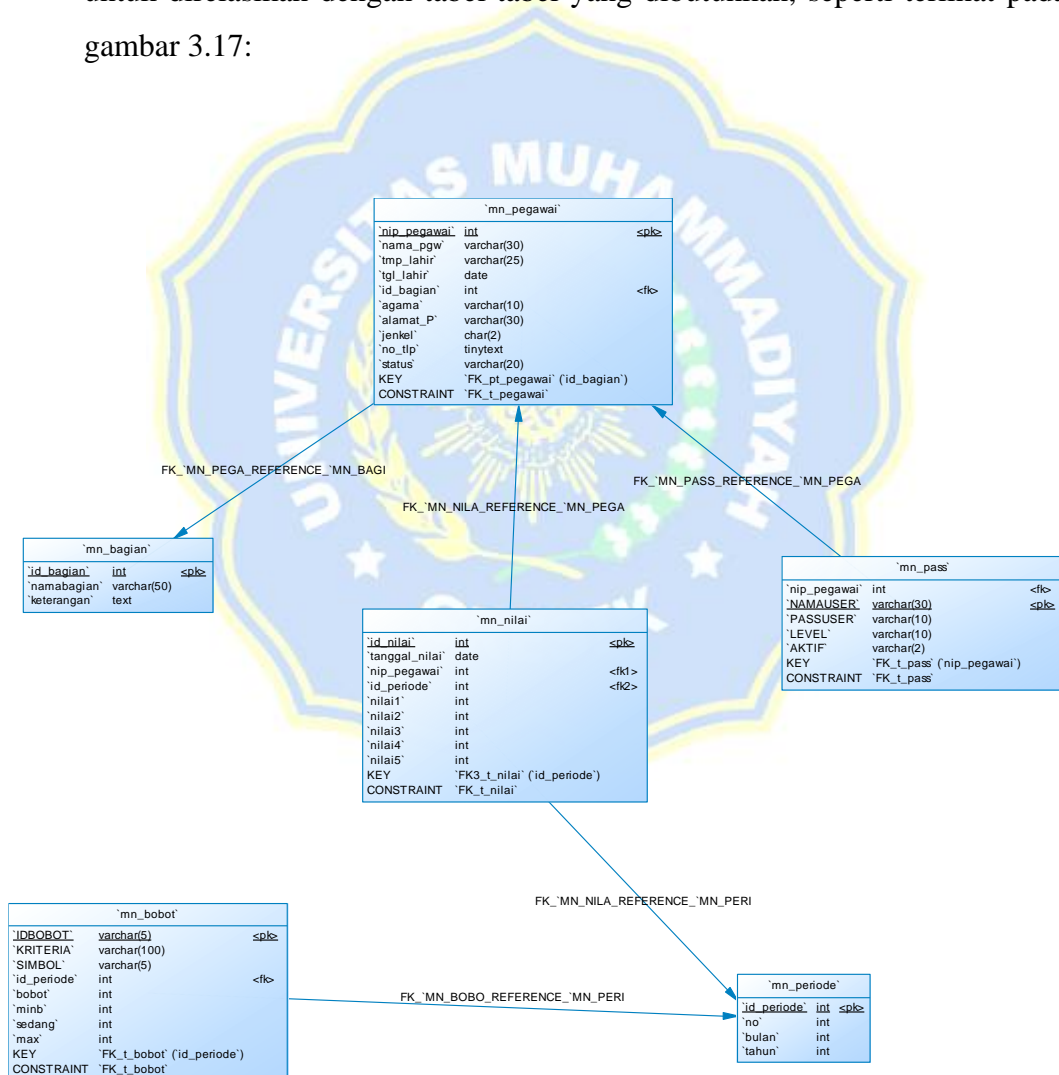 untuk direlasikan dengan tabel-tabel yang dibutuhkan, seperti terlihat pada
gambar 3.17:
UNIVERSITAS MUHAMMADIYAH
`mn_pegawai`
`nip_pegawai` int <pk>
`nama_pgw` varchar(30)
`tmp_lahir` varchar(25)
`tgl_lahir` date
`id_bagian` int <fk>
`agama` varchar(10)
`alamat_P` varchar(30)
`jenkel` char(2)
`no_tlp` tinytext
`status` varchar(20)
KEY `FK_pt_pegawai` (`id_bagian`)
CONSTRAINT `FK_t_pegawai`
FK_`MN_PEGA_REFERENCE_`MN_BAGI
FK_`MN_NILA_REFERENCE_`MN_PEGA
FK_`MN_PASS_REFERENCE_`MN_PEGA
`mn_bagian`
`id_bagian` int <pk>
`namabagian` varchar(50)
`keterangan` text
`mn_pass`
`nip_pegawai` int <fk>
`NAMAUSER` varchar(30) <pk>
`PASSUSER` varchar(10)
`LEVEL` varchar(10)
`AKTIF` varchar(2)
KEY `FK_t_pass` (`nip_pegawai`)
CONSTRAINT `FK_t_pass`
`mn_nilai`
`id_nilai` int <pk>
`tanggal_nilai` date
`nip_pegawai` int <fk1>
`id_periode` int <fk2>
`nilai1` int
`nilai2` int
`nilai3` int
`nilai4` int
`nilai5` int
KEY `FK3_t_nilai` (`id_periode`)
CONSTRAINT `FK_t_nilai`
FK_`MN_NILA_REFERENCE_`MN_PERI
`mn_bobot`
`IDBOBOT` varchar(5) <pk>
`KRITERIA` varchar(100)
`SIMBOL` varchar(5)
`id_periode` int <fk>
`bobot` int
`minb` int
`sedang` int
`max` int
KEY `FK_t_bobot` (`id_periode`)
CONSTRAINT `FK_t_bobot`
FK_`MN_BOBO_REFERENCE_`MN_PERI
`mn_periode`
`id_periode` int <pk>
`no` int
`bulan` int
`tahun` int